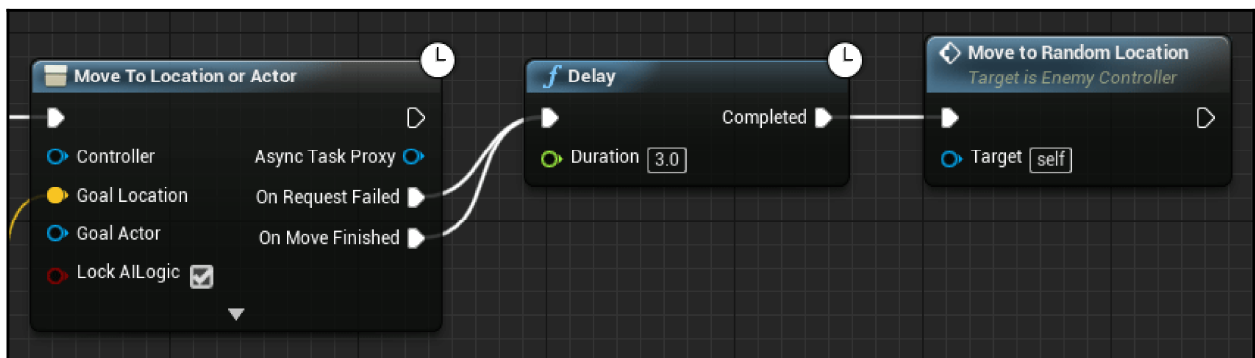 Move To Location or Actor
Controller
Async Task Proxy
Goal Location
On Request Failed
Goal Actor
On Move Finished
Lock AILogic
Delay
Completed
Duration 3.0
Move to Random Location
Target is Enemy Controller
Target self